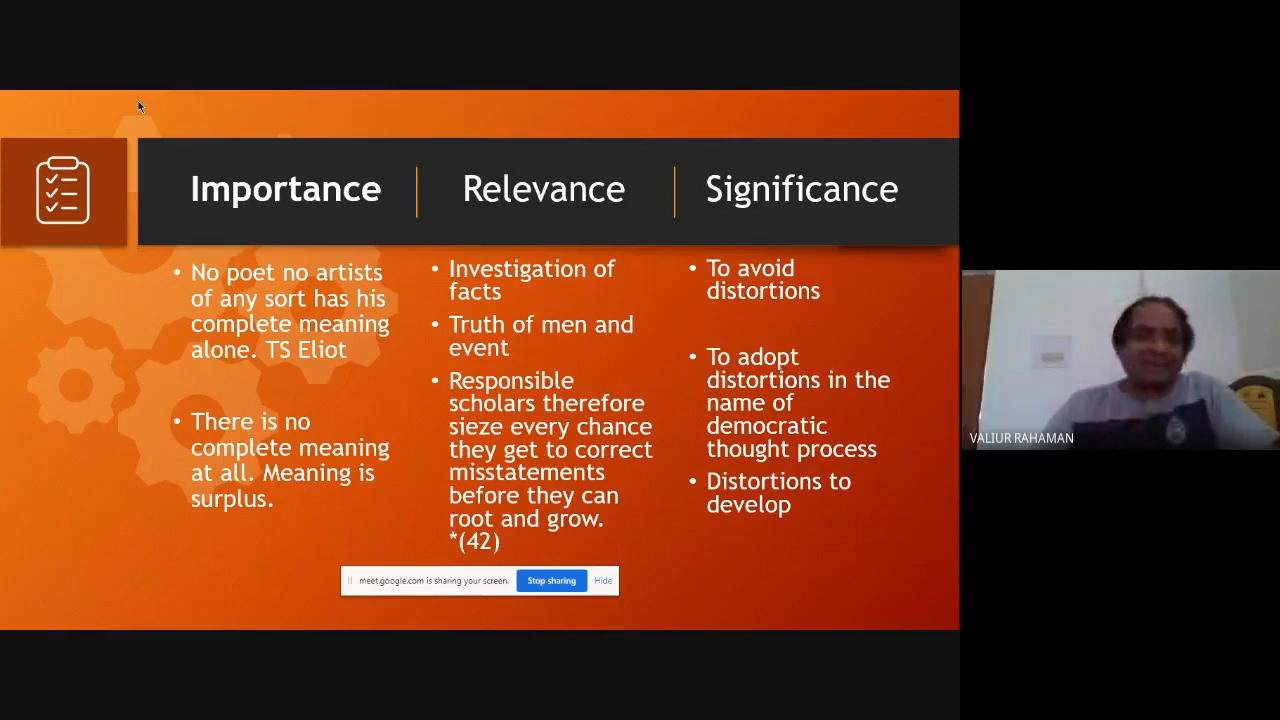 Importance
Relevance
Significance
• No poet no artists
of any sort has his
complete meaning
alone. TS Eliot
• There is no
complete meaning
at all. Meaning is
surplus.
• Investigation of
facts
• Truth of men and
event
• Responsible
scholars therefore
sieze every chance
they get to correct
misstatements
before they can
root and grow.
*(42)
• To avoid
distortions
• To adopt
distortions in the
name of
democratic
thought process
• Distortions to
develop
meet.google.com is sharing your screen.
Stop sharing
Hide
VALIUR RAHAMAN